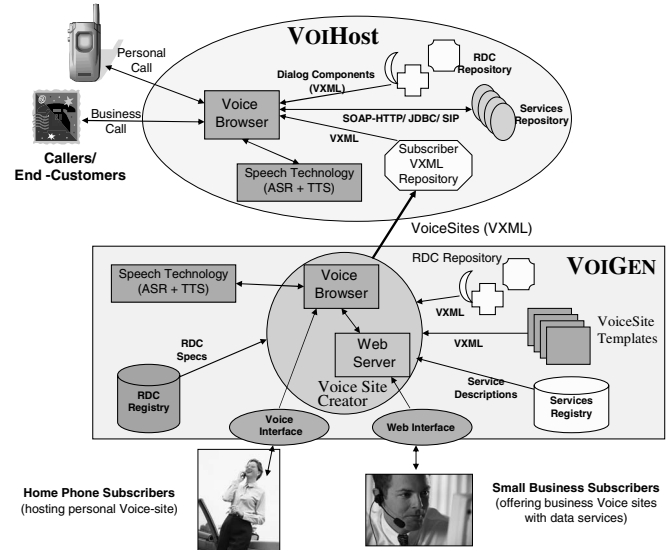 VOIHOST
Personal
Call
Business
Call
Callers/
End -Customers
Voice
Browser
Dialog Components
(VXML)
RDC
Repository
SOAP-HTTP/ JDBC/ SIP
Services
Repository
VXML
Subscriber
VXML
Repository
Speech Technology
(ASR + TTS)
VoiceSites (VXML)
VOIGEN
Speech Technology
(ASR + TTS)
Voice
Browser
RDC Repository
VXML
VoiceSite
Templates
VXML
Web
Server
RDC
Specs
Voice Site
Creator
Service
Descriptions
RDC
Registry
Services
Registry
Voice
Interface
Web Interface
Home Phone Subscribers
(hosting personal Voice-site)
Small Business Subscribers
(offering business Voice sites
with data services)